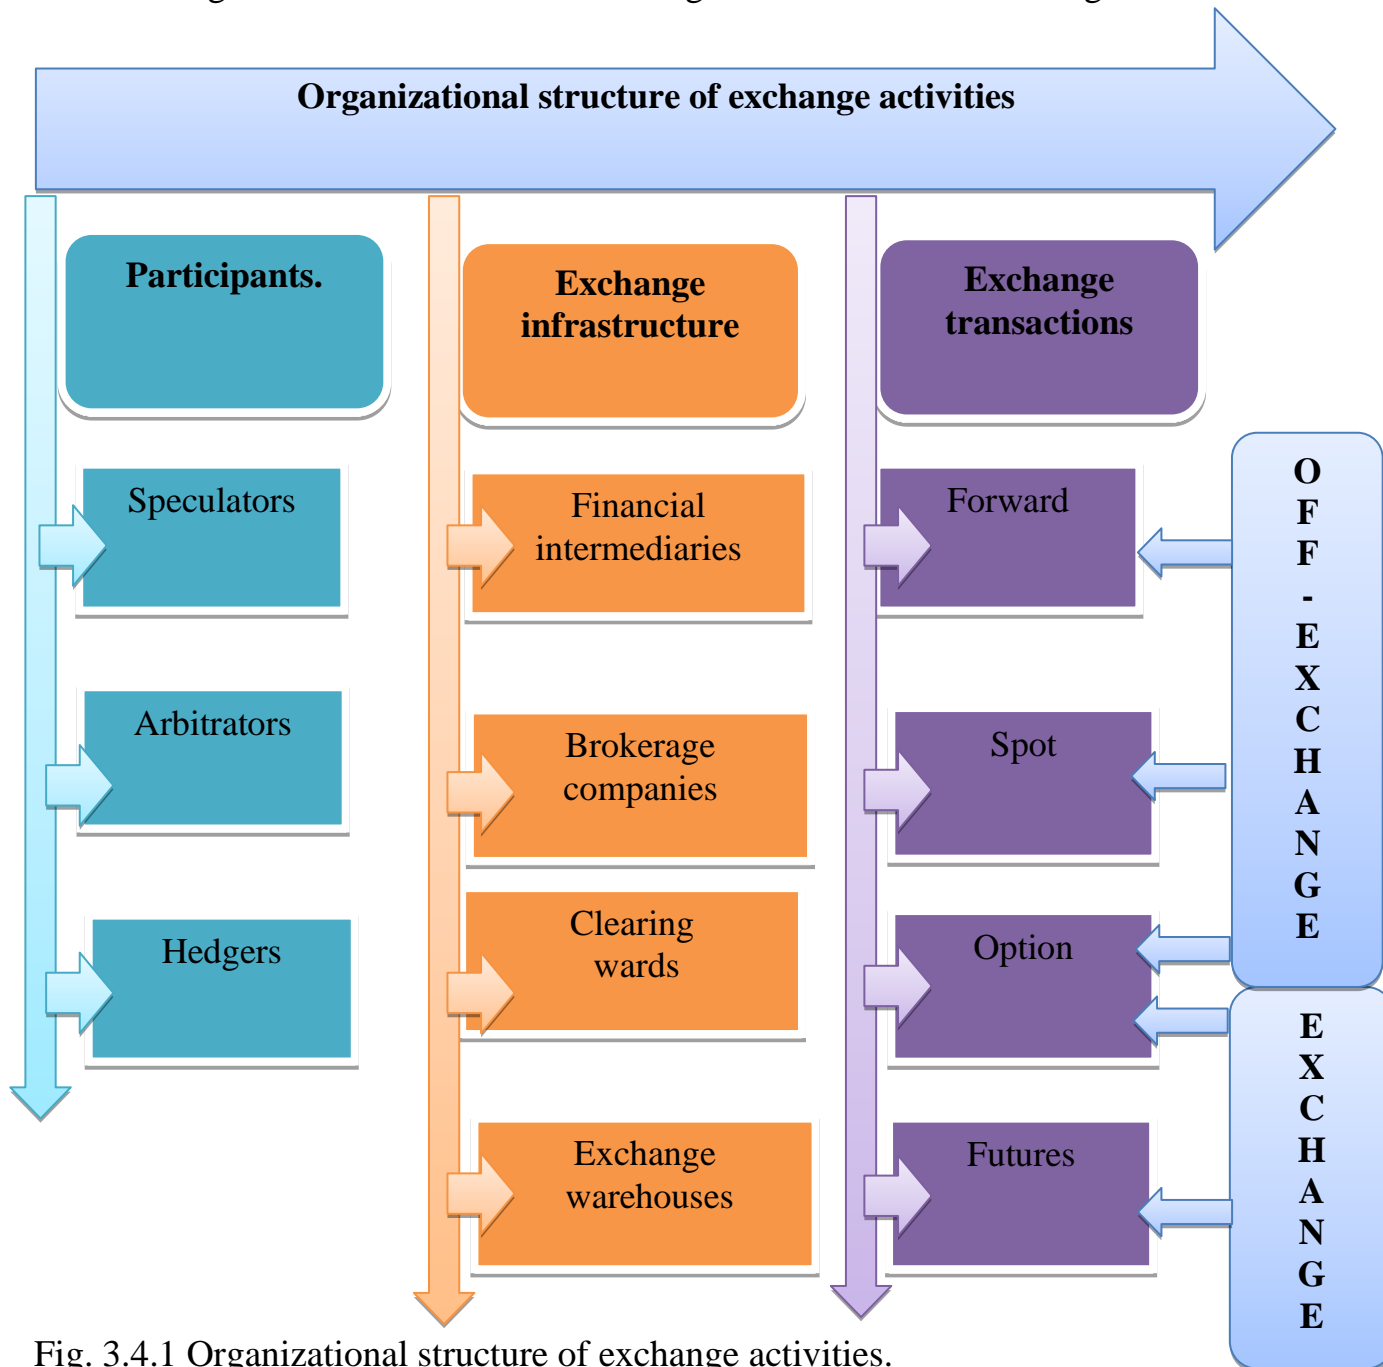 Organizational structure of exchange activities
Participants.
Exchange
infrastructure
Exchange
transactions
Speculators
Financial
intermediaries
Forward
Arbitrators
Brokerage
companies
Spot
Hedgers
Clearing
wards
Option
Exchange
warehouses
Futures
O
F
F
-
E
X
C
H
A
N
G
E
E
X
C
H
A
N
G
E
Fig. 3.4.1 Organizational structure of exchange activities.